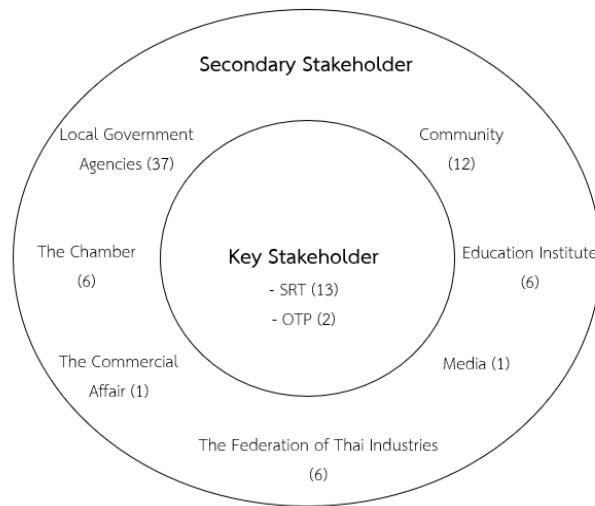 Secondary Stakeholder
Local Government
Agencies (37)
Community
(12)
The Chamber
(6)
Key Stakeholder
- SRT (13)
- OTP (2)
Education Institute
(6)
The Commercial
Affair (1)
Media (1)
The Federation of Thai Industries
(6)